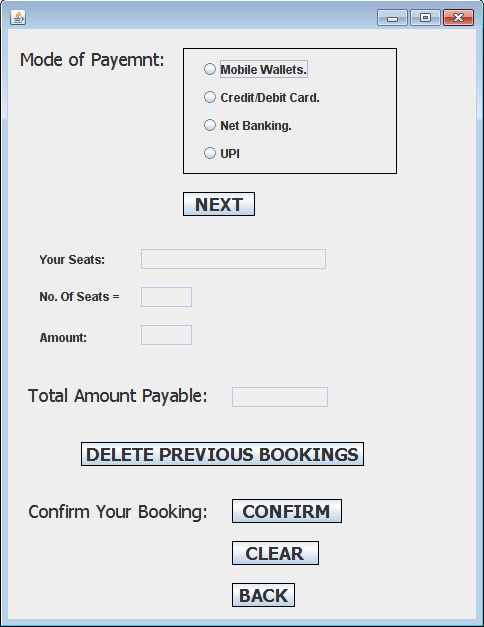 Mode of Payemnt:
Mobile Wallets.
Credit/Debit Card.
Net Banking.
UPI
NEXT
Your Seats:
No. Of Seats =
Amount:
Total Amount Payable:
DELETE PREVIOUS BOOKINGS
Confirm Your Booking:
CONFIRM
CLEAR
BACK